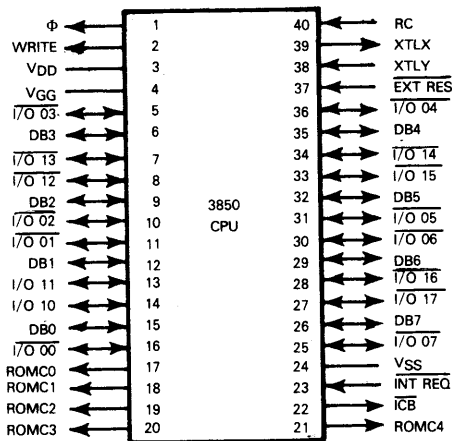 Φ 1 40 RC
WRITE 2 39 XTLX
VDD 3 38 XTLY
VGG 4 37 EXT RES
I/O 03 5 36 I/O 04
DB3 6 35 DB4
I/O 13 7 34 I/O 14
I/O 12 8 33 I/O 15
DB2 9 32 DB5
I/O 02 10 31 I/O 05
I/O 01 11 30 I/O 06
DB1 12 29 DB6
I/O 11 13 28 I/O 16
I/O 10 14 27 I/O 17
DB0 15 26 DB7
I/O 00 16 25 I/O 07
ROMC0 17 24 VSS
ROMC1 18 23 INT REQ
ROMC2 19 22 ICB
ROMC3 20 21 ROMC4
3850
CPU